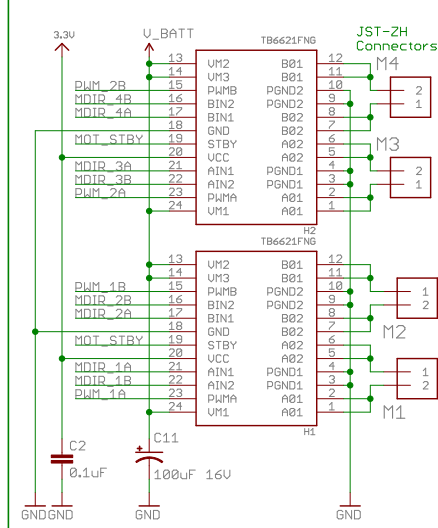 3.3V V_BATT JST-ZH
Connectors
TB6621FNG
M4
13 VM2 B01 12
14 VM3 B01 11
PWM_2B 15 PWMB PGND2 10 2
MDIR_4B 16 BIN2 PGND2 9 1
MDIR_4A 17 BIN1 B02 8
18 GND B02 7
MOT_STBY 19 STBY A02 6 M3
20 VCC A02 5
MDIR_3A 21 AIN1 PGND1 4 2
MDIR_3B 22 AIN2 PGND1 3 1
PWM_2A 23 PWMA A01 2
24 VM1 A01 1
H2
TB6621FNG
13 VM2 B01 12
14 VM3 B01 11
PWM_1B 15 PWMB PGND2 10 1
MDIR_2B 16 BIN2 PGND2 9 2
MDIR_2A 17 BIN1 B02 8
18 GND B02 7 M2
MOT_STBY 19 STBY A02 6
20 VCC A02 5
MDIR_1A 21 AIN1 PGND1 4 1
MDIR_1B 22 AIN2 PGND1 3 2
PWM_1A 23 PWMA A01 2
24 VM1 A01 1 M1
H1
C2 C11
+
0.1uF 100uF 16V
GND GND GND GND